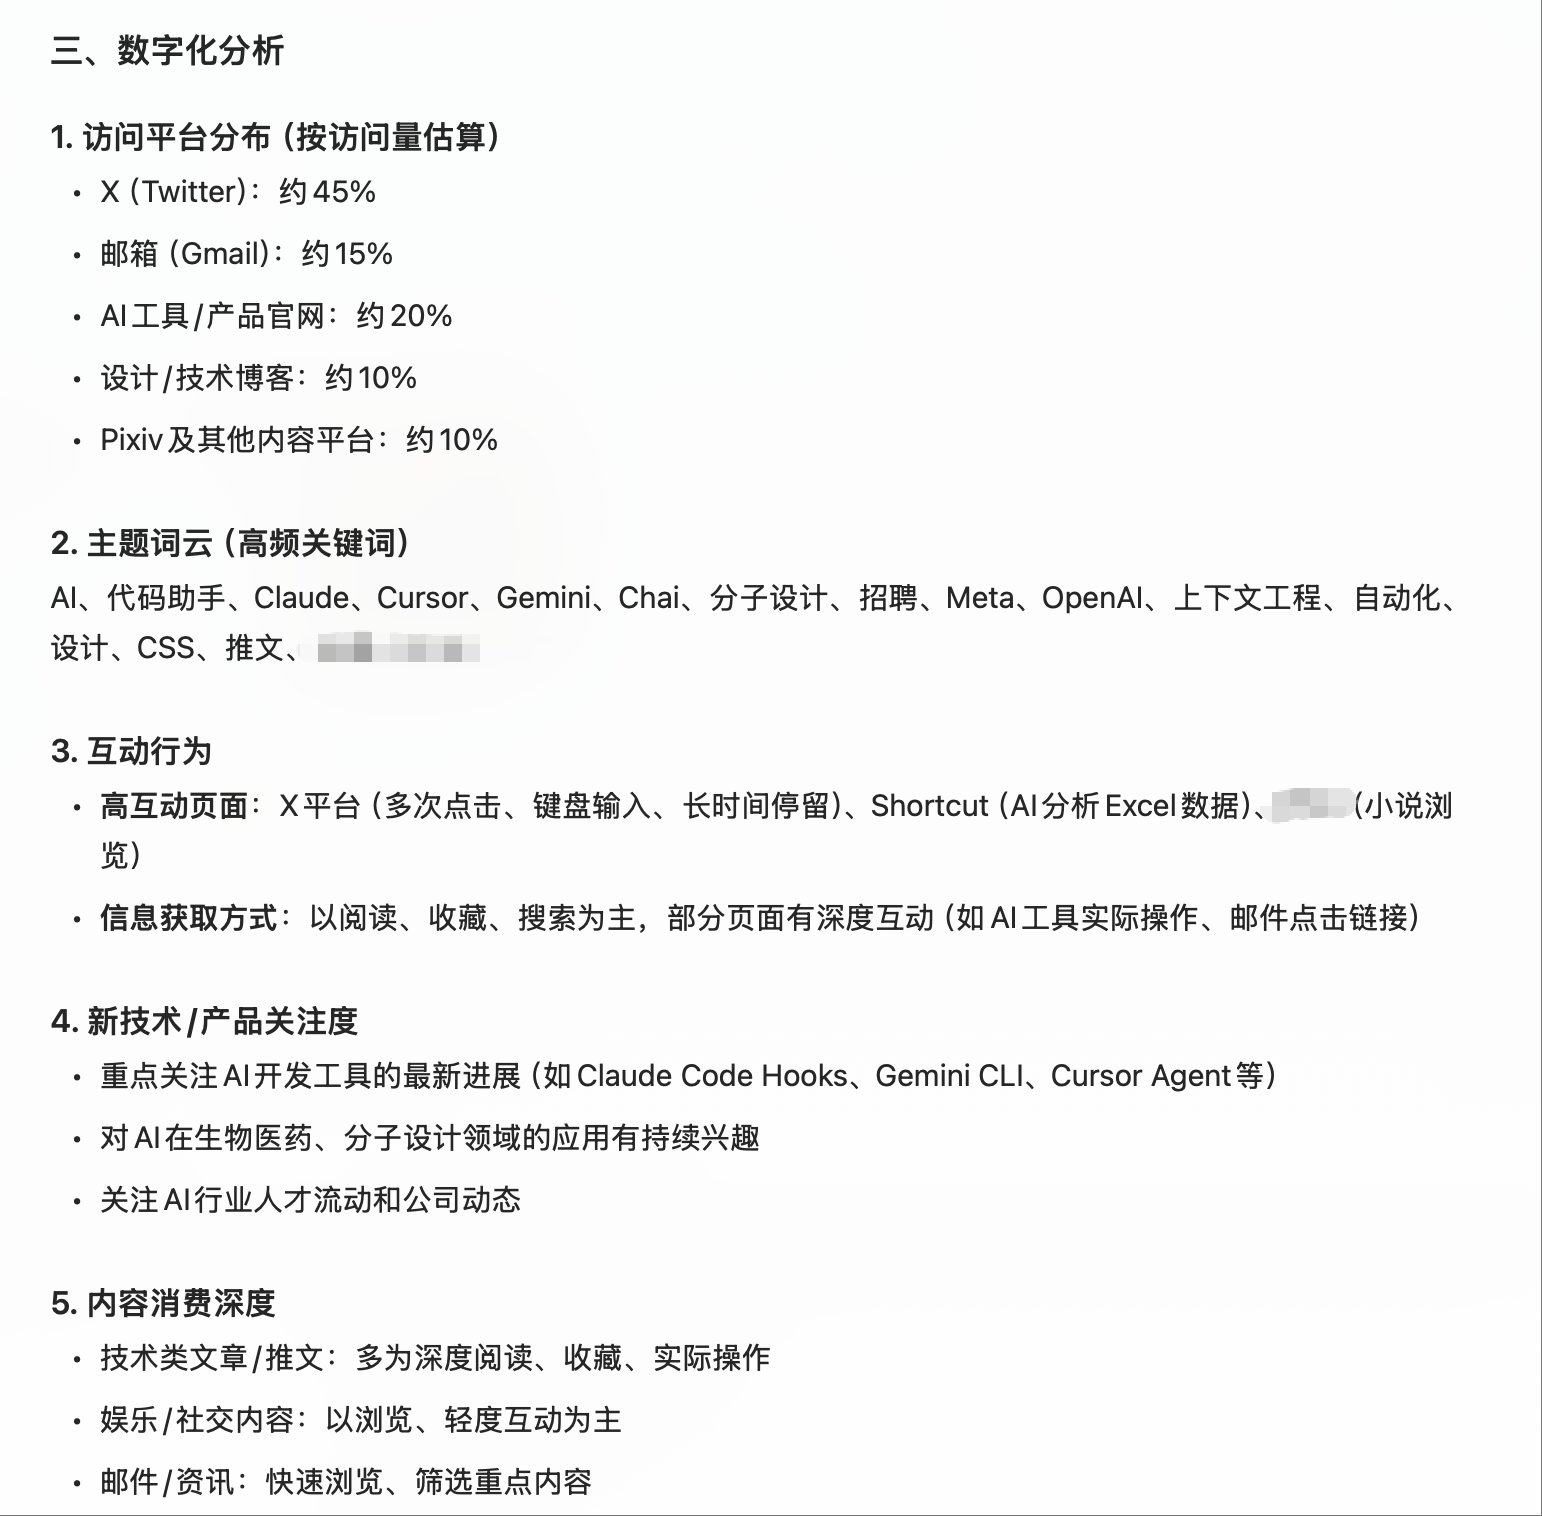 三、数字化分析
1. 访问平台分布（按访问量估算）
• X（Twitter）：约45%
• 邮箱（Gmail）：约15%
• AI工具/产品官网：约20%
• 设计/技术博客：约10%
• Pixiv及其他内容平台：约10%
2. 主题词云（高频关键词）
AI、代码助手、Claude、Cursor、Gemini、Chai、分子设计、招聘、Meta、OpenAI、上下文工程、自动化、
设计、CSS、推文、
3. 互动行为
• 高互动页面：X平台（多次点击、键盘输入、长时间停留）、Shortcut（AI分析Excel数据）、（小说浏
览）
• 信息获取方式：以阅读、收藏、搜索为主，部分页面有深度互动（如AI工具实际操作、邮件点击链接）
4. 新技术/产品关注度
• 重点关注AI开发工具的最新进展（如Claude Code Hooks、Gemini CLI、Cursor Agent等）
• 对AI在生物医药、分子设计领域的应用有持续兴趣
• 关注AI行业人才流动和公司动态
5. 内容消费深度
• 技术类文章/推文：多为深度阅读、收藏、实际操作
• 娱乐/社交内容：以浏览、轻度互动为主
• 邮件/资讯：快速浏览、筛选重点内容